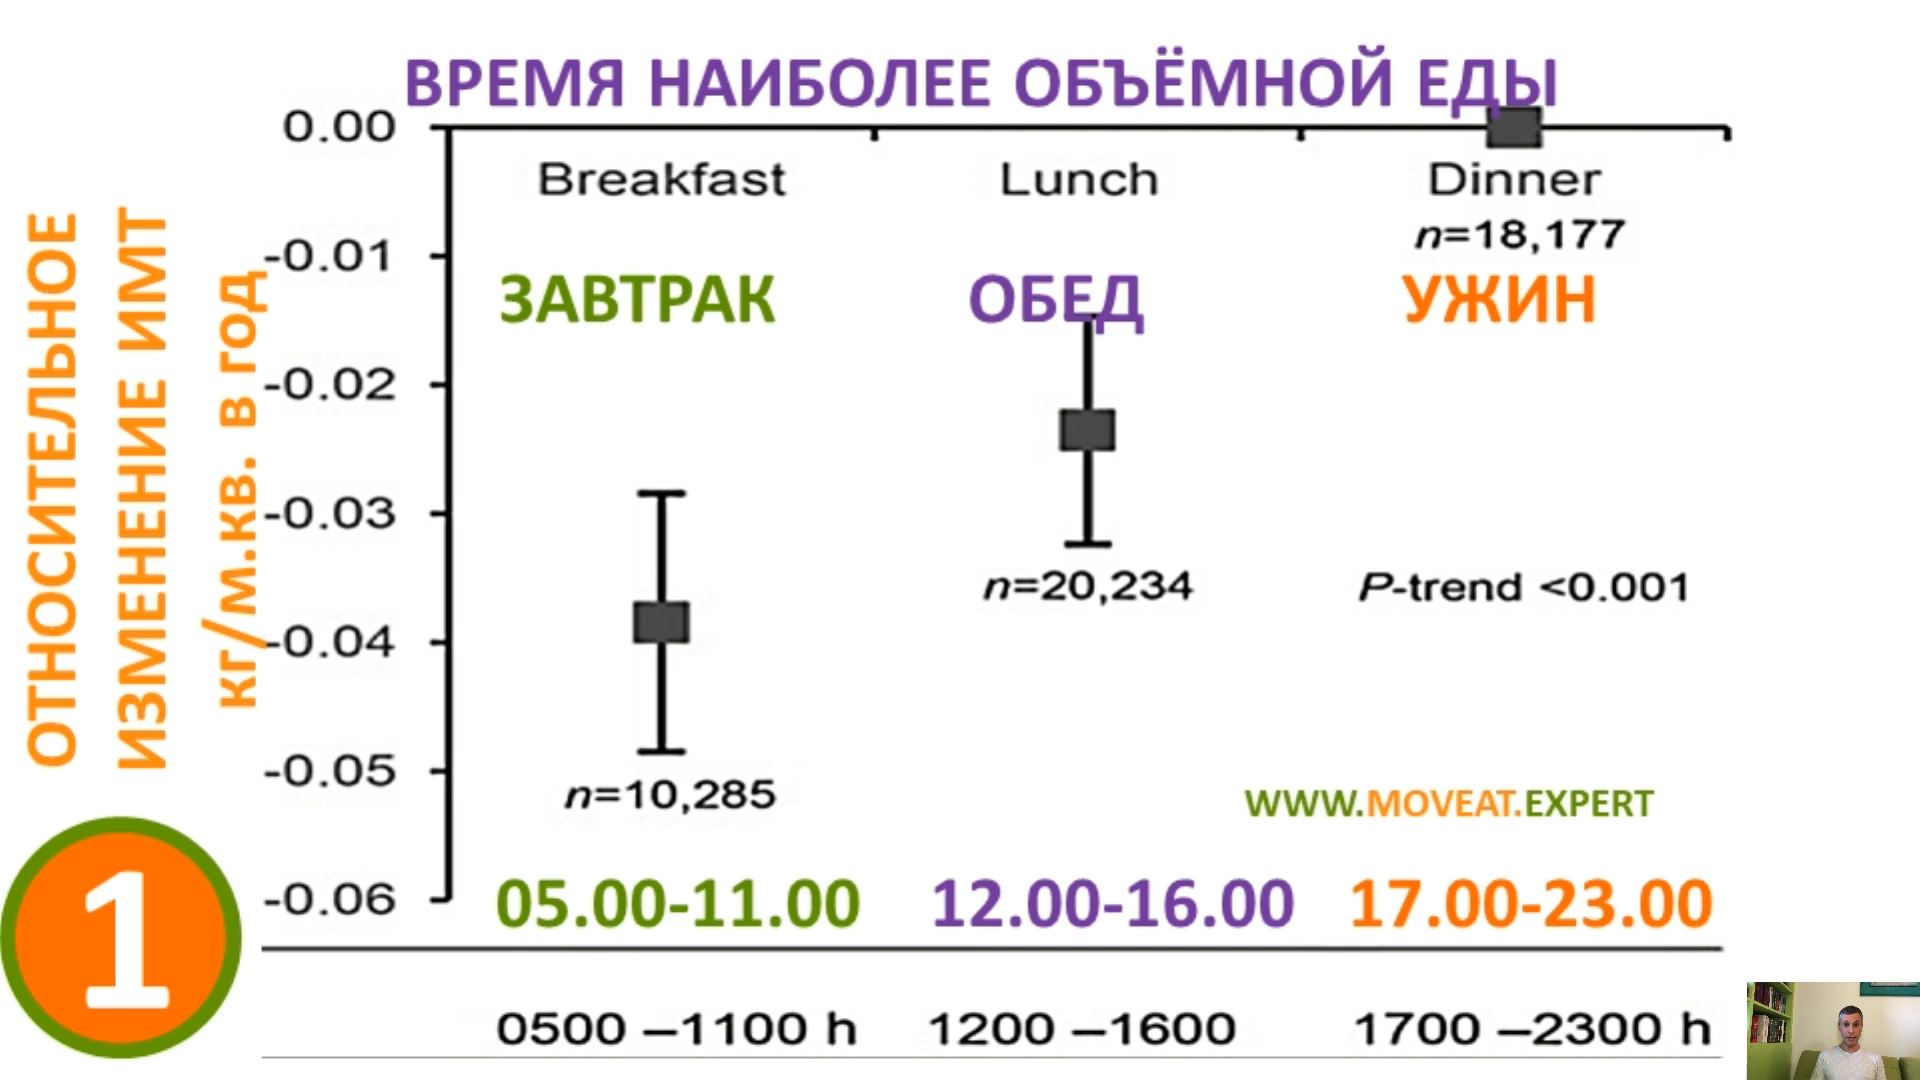 ВРЕМЯ НАИБОЛЕЕ ОБЪЁМНОЙ ЕДЫ
ОТНОСИТЕЛЬНОЕ
ИЗМЕНЕНИЕ ИМТ
кг/м.кв. в год
0.00
-0.01
-0.02
-0.03
-0.04
-0.05
-0.06
Breakfast
Lunch
Dinner
n=18,177
ЗАВТРАК
ОБЕД
УЖИН
n=20,234
P-trend <0.001
n=10,285
WWW.MOVEAT.EXPERT
05.00-11.00
12.00-16.00
17.00-23.00
1
0500 –1100 h
1200 –1600
1700 –2300 h